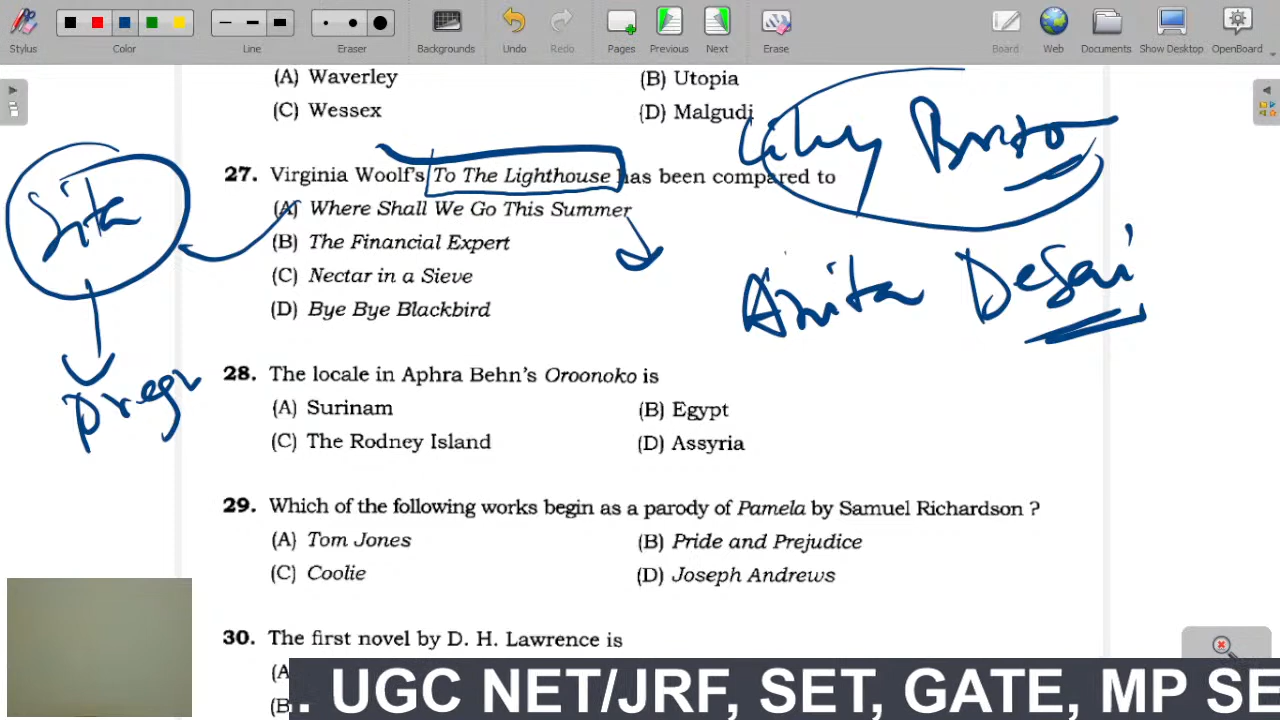 Stylus Color Line Eraser Backgrounds Undo Redo Pages Previous Next Erase Board Web Documents Show Desktop OpenBoard
(A) Waverley (B) Utopia
(C) Wessex (D) Malgudi
27. Virginia Woolf's To The Lighthouse has been compared to
(A) Where Shall We Go This Summer
(B) The Financial Expert
(C) Nectar in a Sieve
(D) Bye Bye Blackbird
Sita
Pregn
Anita Desai
28. The locale in Aphra Behn's Oroonoko is
(A) Surinam (B) Egypt
(C) The Rodney Island (D) Assyria
29. Which of the following works begin as a parody of Pamela by Samuel Richardson ?
(A) Tom Jones (B) Pride and Prejudice
(C) Coolie (D) Joseph Andrews
30. The first novel by D. H. Lawrence is
(A
(B
. UGC NET/JRF, SET, GATE, MP SE